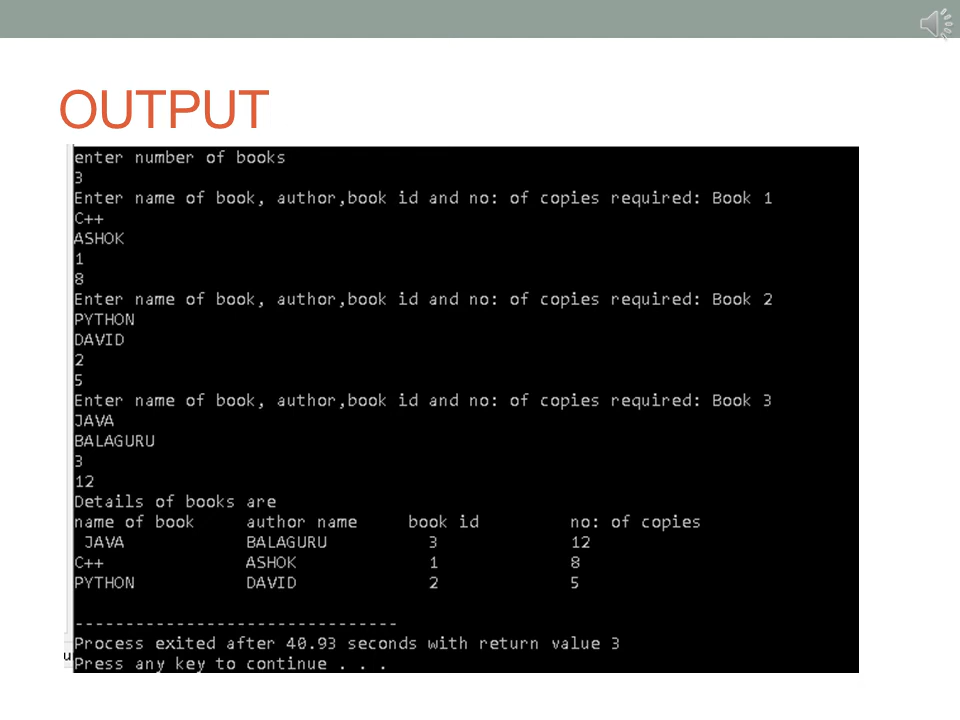 OUTPUT
enter number of books
3
Enter name of book, author,book id and no: of copies required: Book 1
C++
ASHOK
1
8
Enter name of book, author,book id and no: of copies required: Book 2
PYTHON
DAVID
2
5
Enter name of book, author,book id and no: of copies required: Book 3
JAVA
BALAGURU
3
12
Details of books are
name of book author name book id no: of copies
JAVA BALAGURU 3 12
C++ ASHOK 1 8
PYTHON DAVID 2 5
--------------------------------
Process exited after 40.93 seconds with return value 3
Press any key to continue . . .